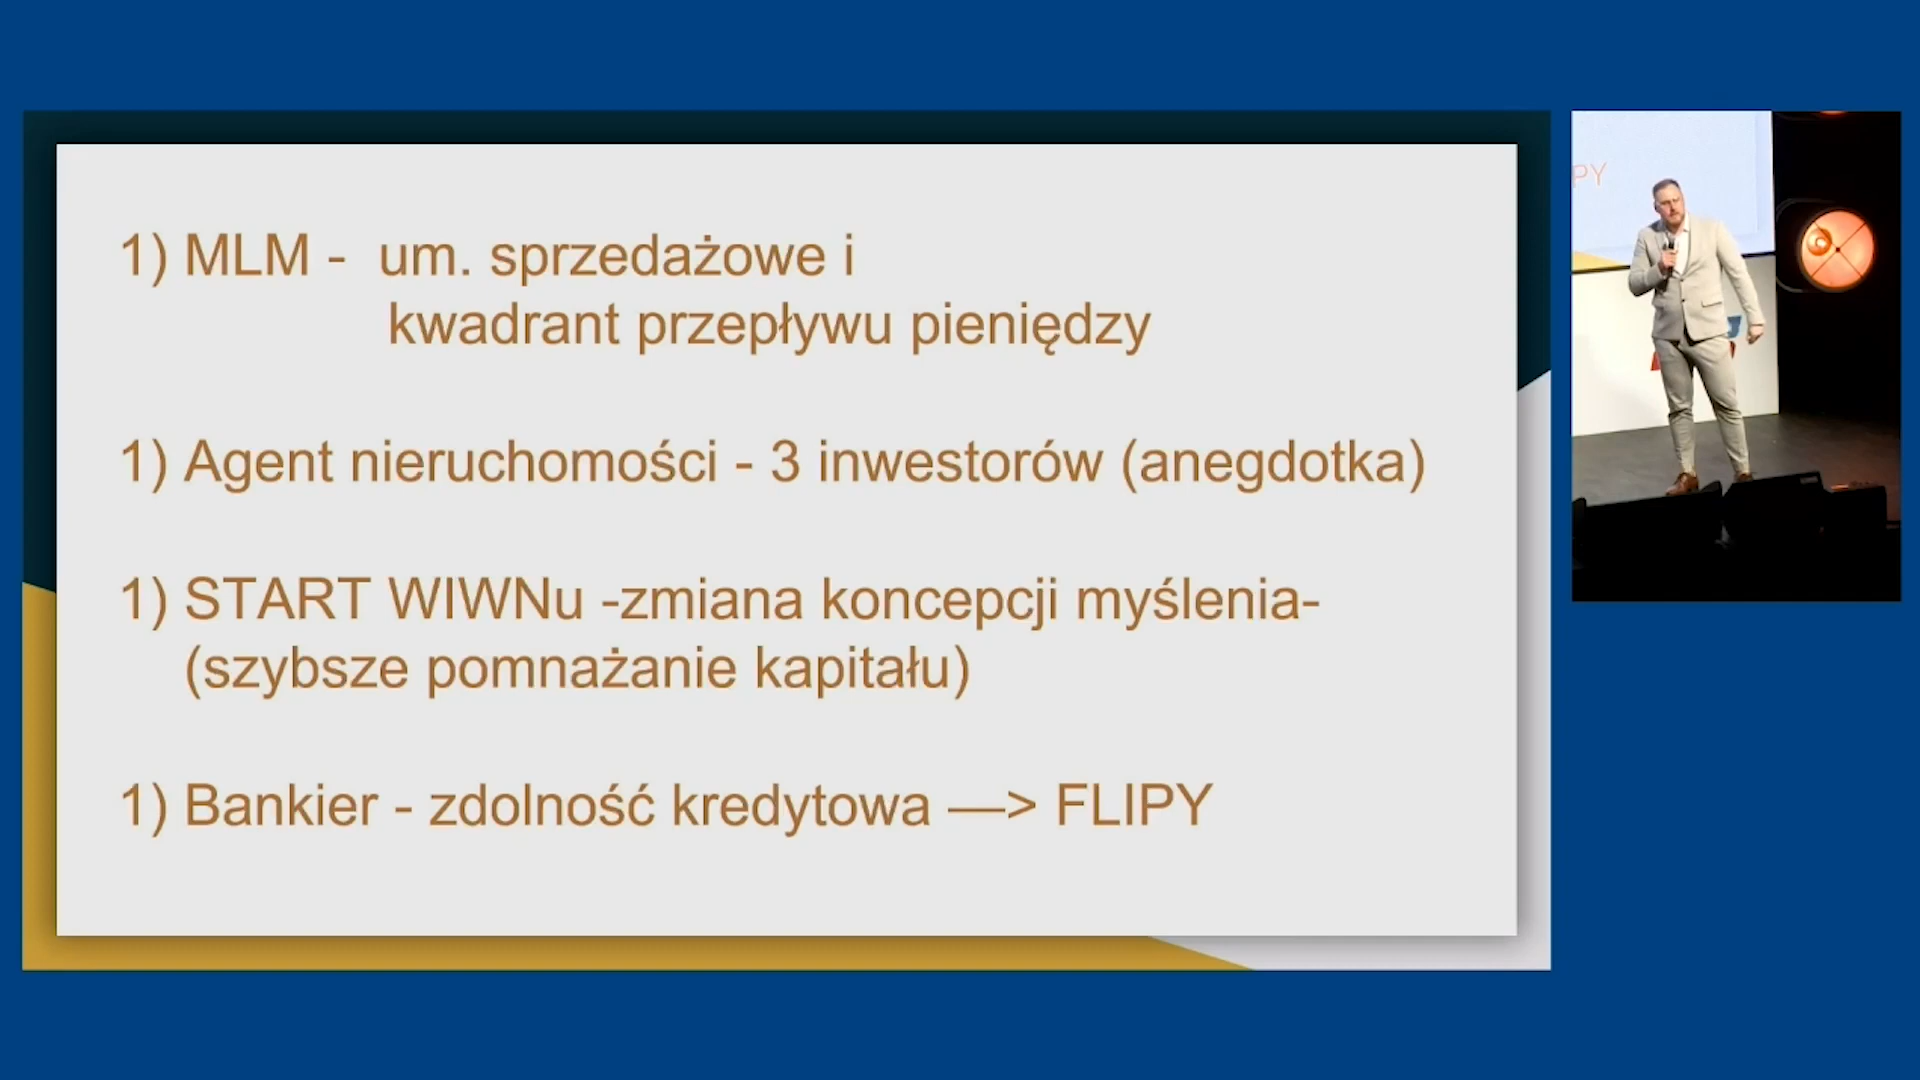 1) MLM -  um. sprzedażowe i
kwadrant przepływu pieniędzy
1) Agent nieruchomości - 3 inwestorów (anegdotka)
1) START WIWNu -zmiana koncepcji myślenia-
(szybsze pomnażanie kapitału)
1) Bankier - zdolność kredytowa —> FLIPY
PY